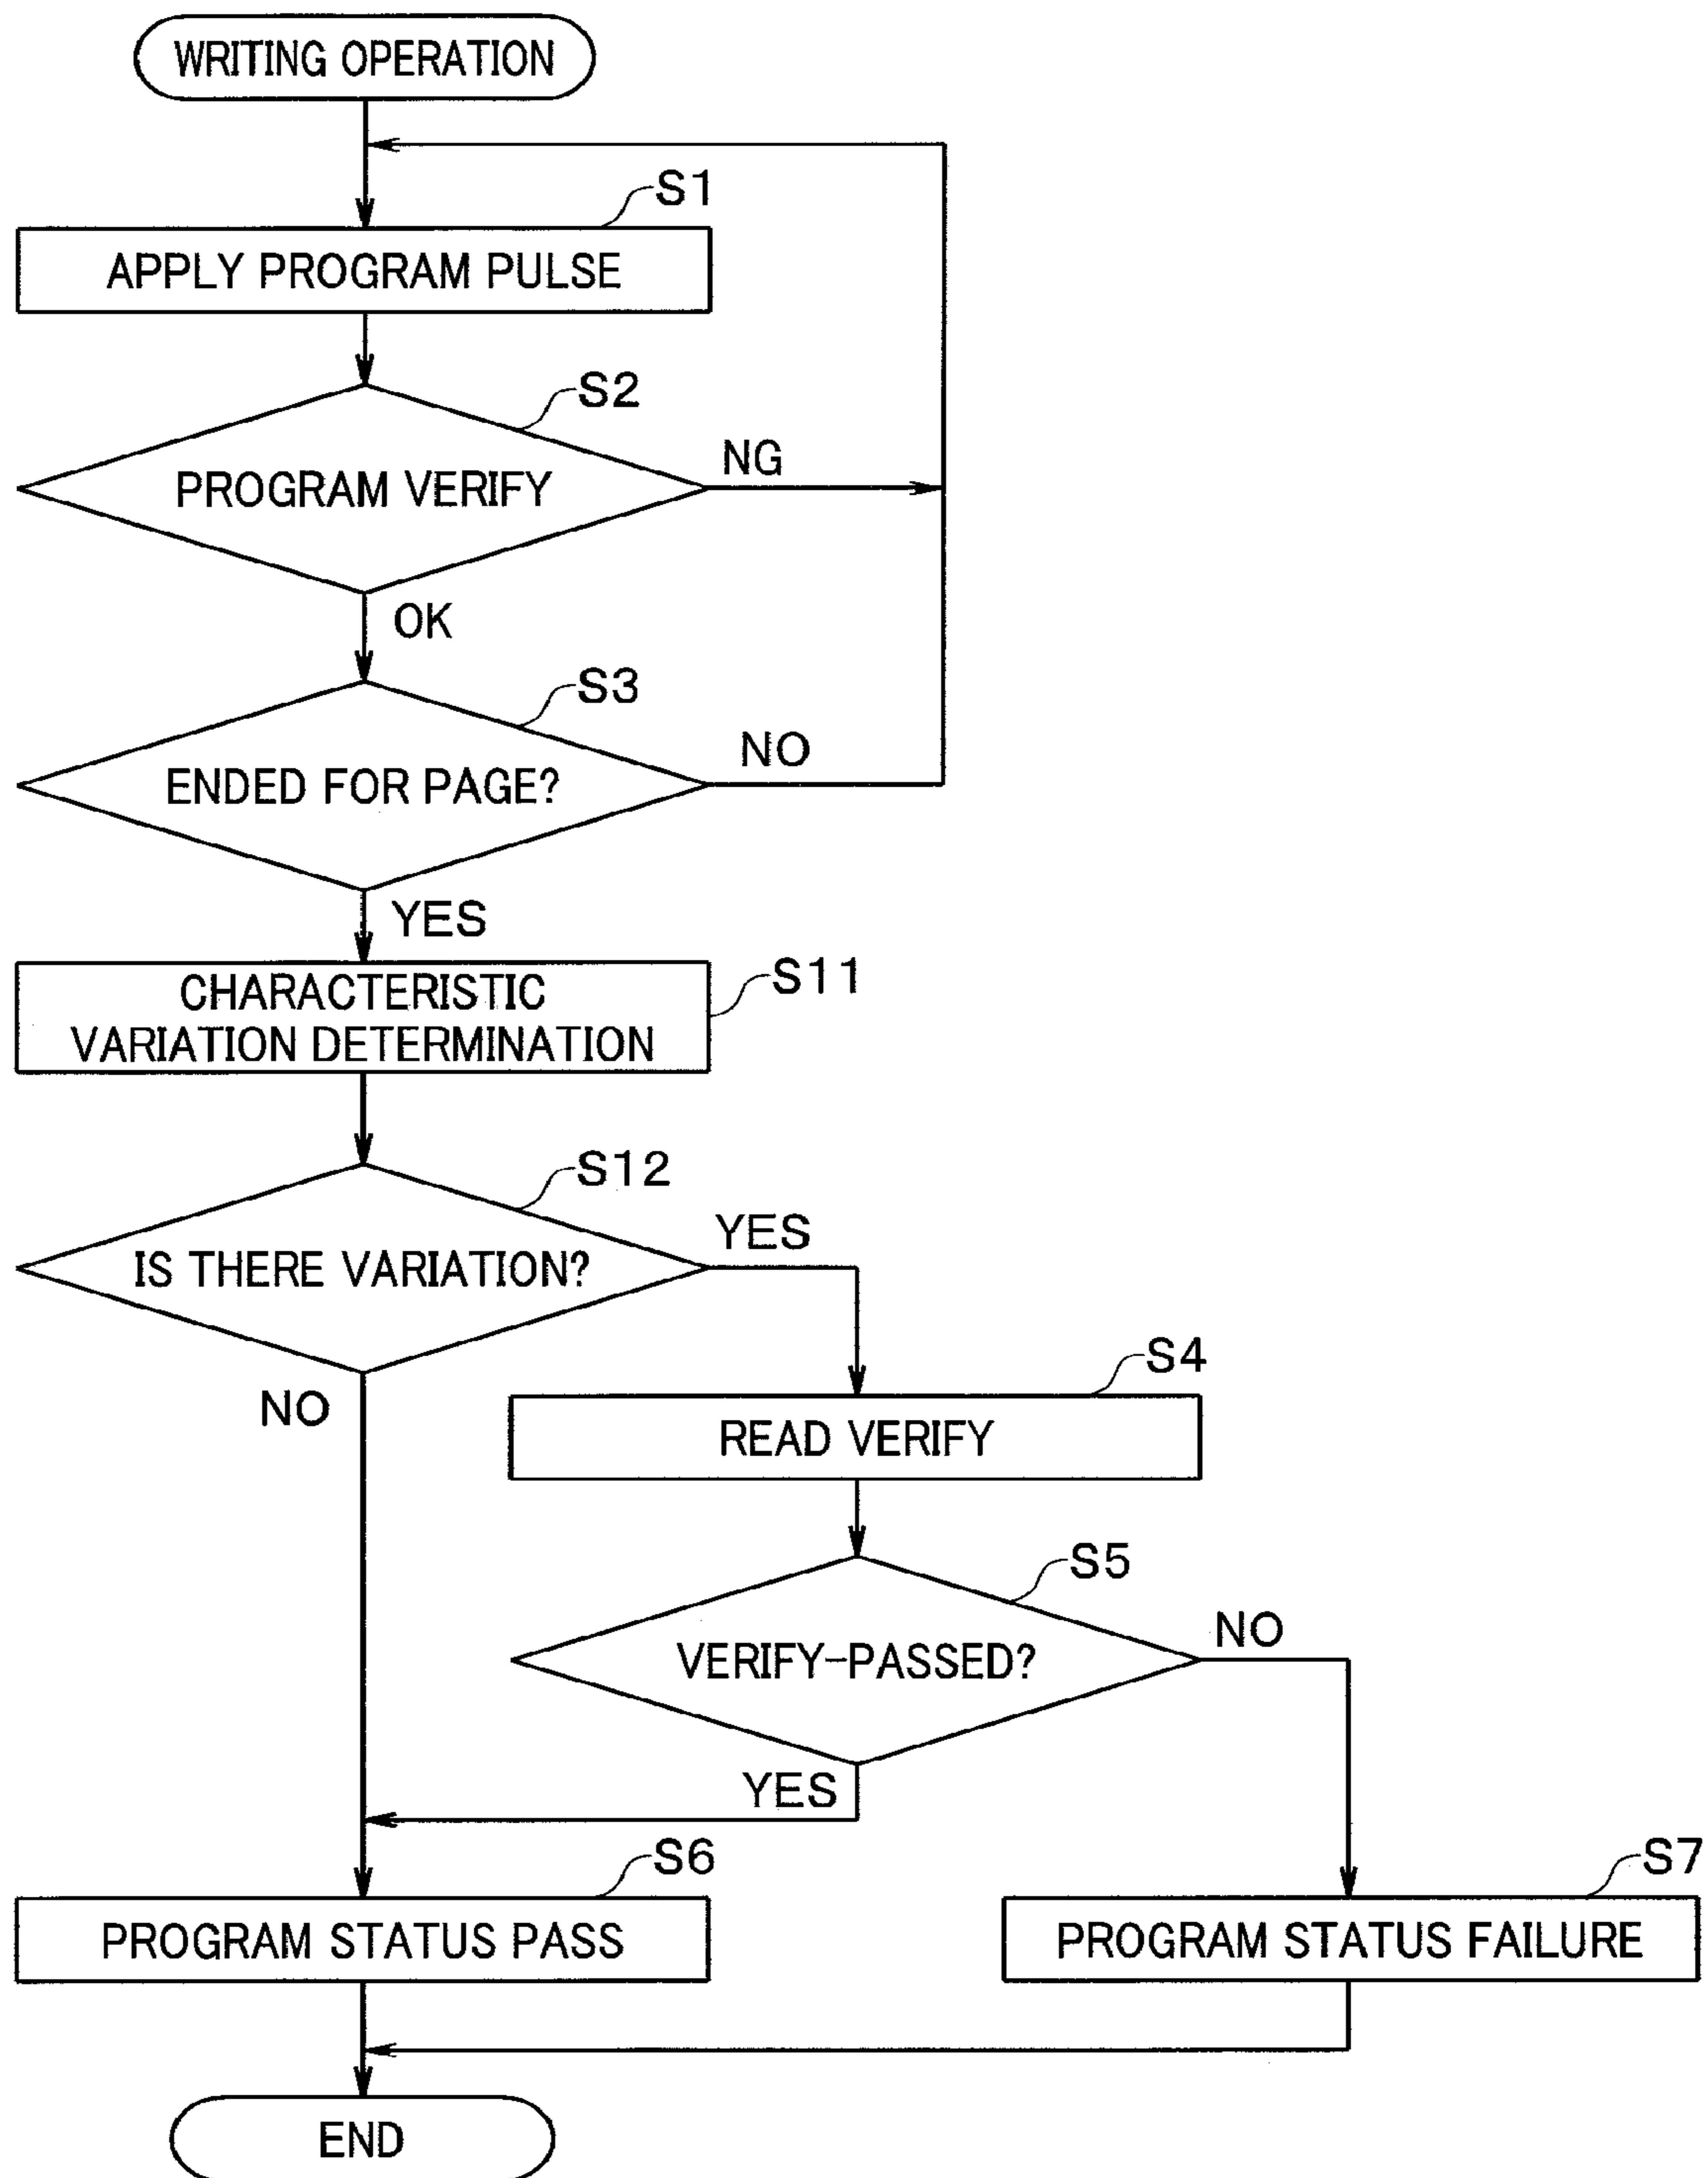 WRITING OPERATION
S1
APPLY PROGRAM PULSE
S2
PROGRAM VERIFY
NG
OK
S3
ENDED FOR PAGE?
NO
YES
S11
CHARACTERISTIC
VARIATION DETERMINATION
S12
IS THERE VARIATION?
YES
NO
S4
READ VERIFY
S5
VERIFY-PASSED?
NO
YES
S6
PROGRAM STATUS PASS
S7
PROGRAM STATUS FAILURE
END